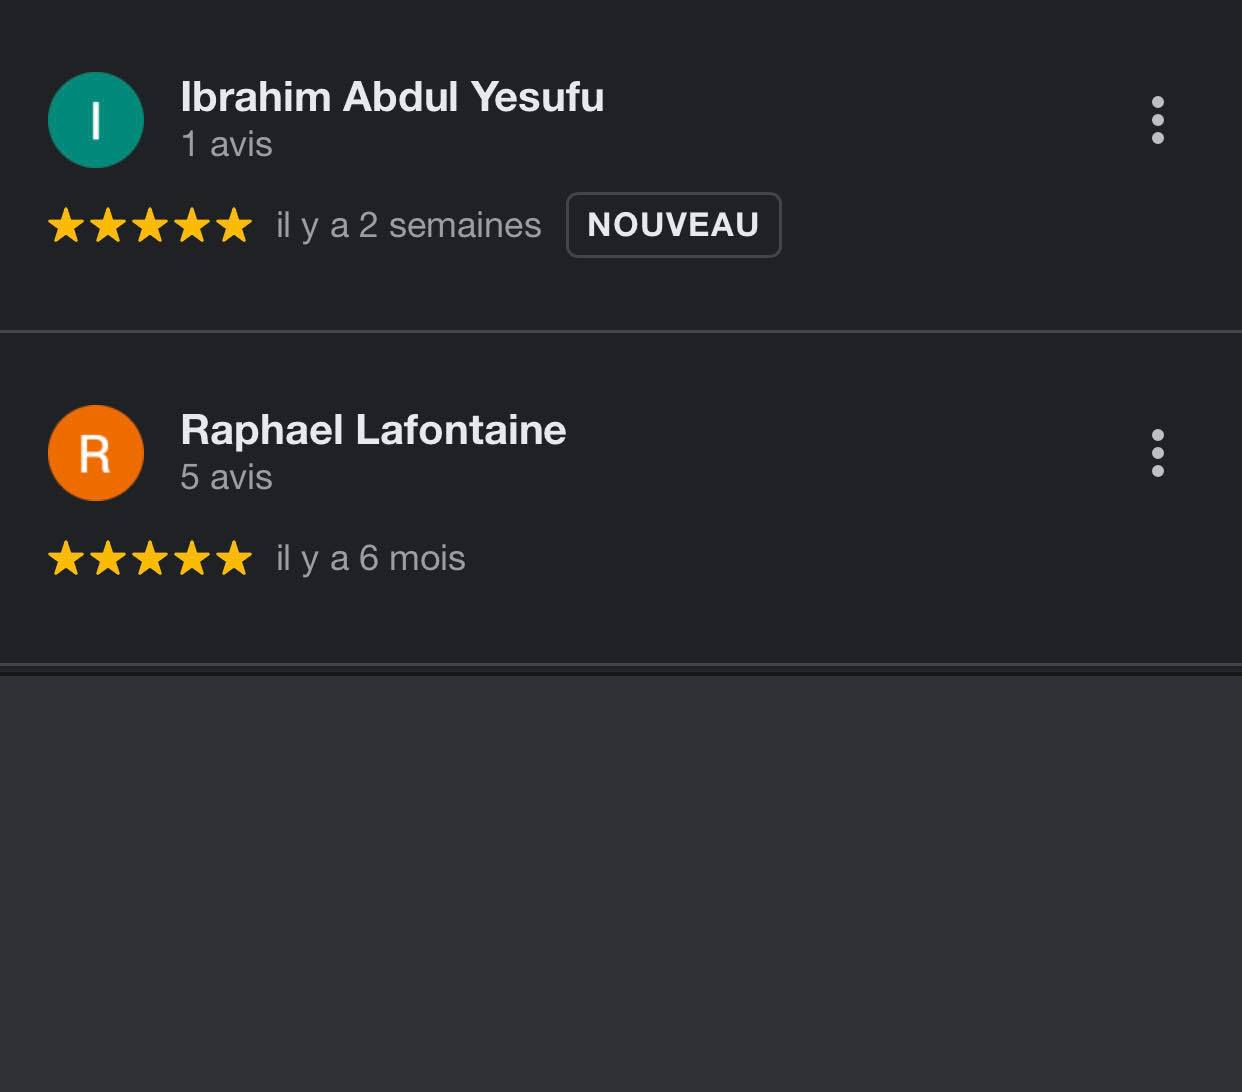 I
Ibrahim Abdul Yesufu
1 avis
il y a 2 semaines NOUVEAU
R
Raphael Lafontaine
5 avis
il y a 6 mois